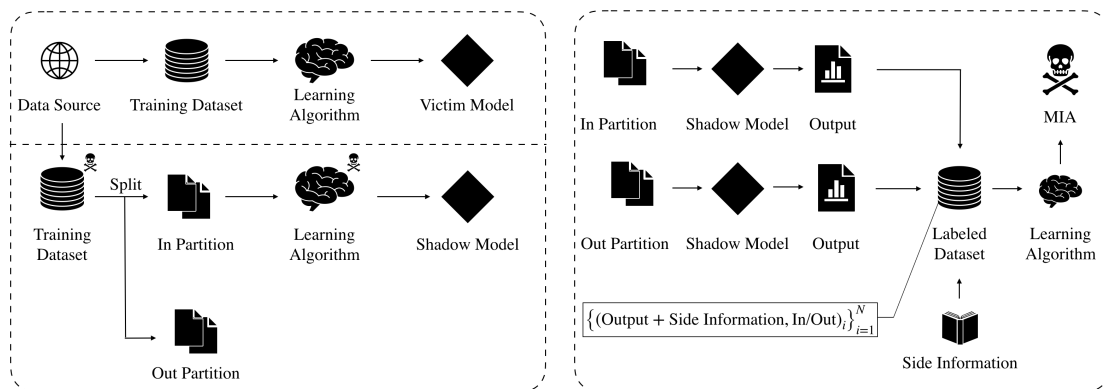 Data Source
Training Dataset
Learning
Algorithm
Victim Model
Split
Training
Dataset
In Partition
Learning
Algorithm
Shadow Model
Out Partition
In Partition
Shadow Model
Output
MIA
Out Partition
Shadow Model
Output
Labeled
Dataset
Learning
Algorithm
{(Output + Side Information, In/Out)_i}_{i=1}^N
Side Information